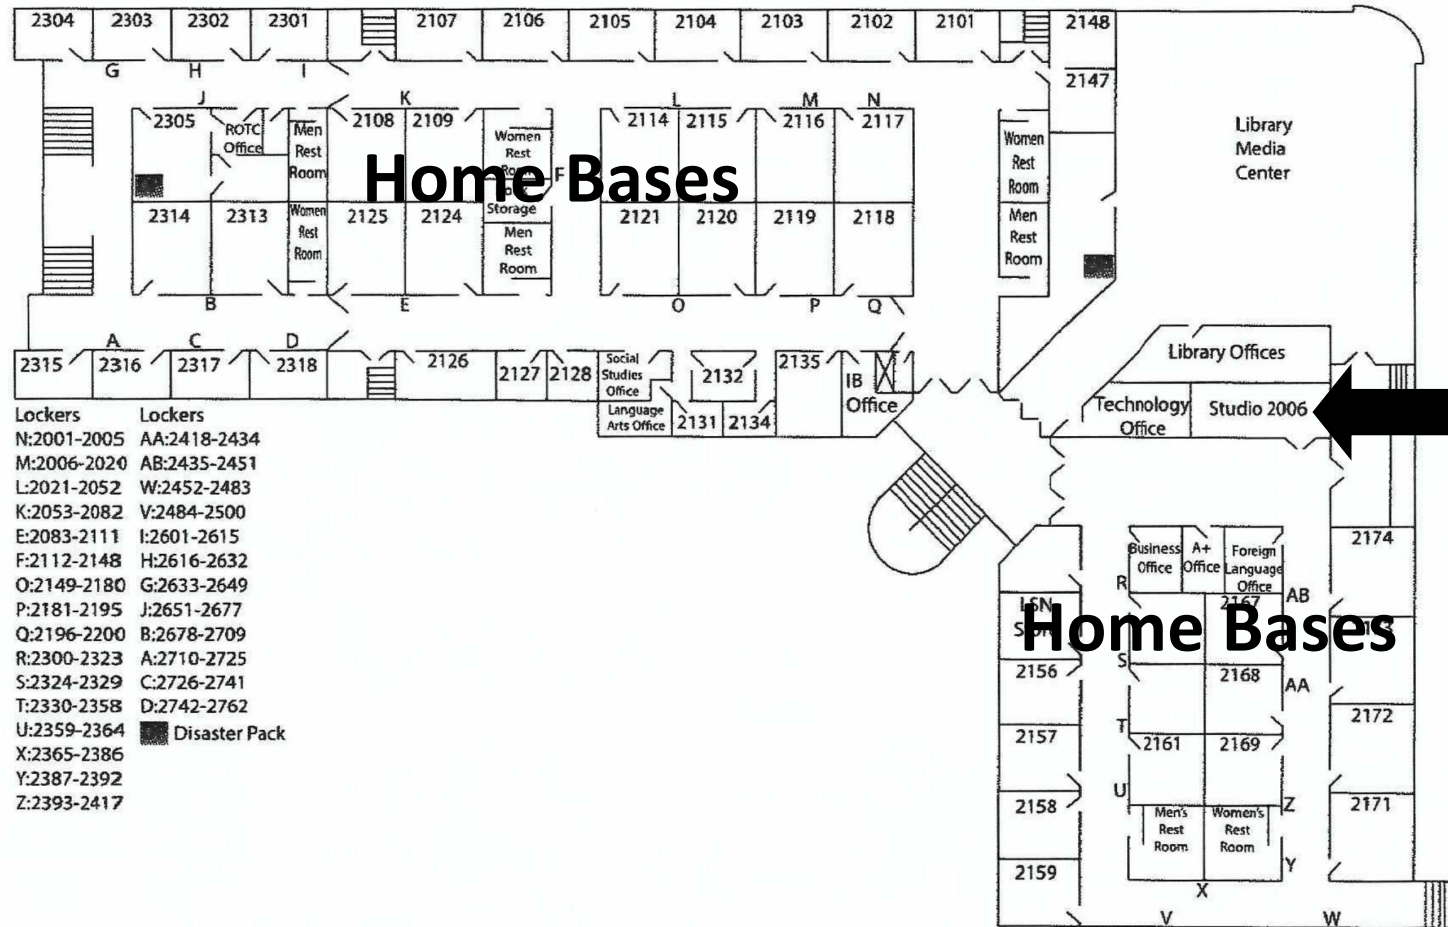 2304 2303 2302 2301 2107 2106 2105 2104 2103 2102 2101 2148
2147
G H I
J K L M N
2305 ROTC Office
Men Rest Room
2108 2109
Women Rest Room
F
Storage
Men Rest Room
2114 2115 2116 2117
Women Rest Room
Men Rest Room
Library
Media
Center
Home Bases
2314 2313
Women Rest Room
2125 2124
2121 2120 2119 2118
B E O P Q
A C D
2315 2316 2317 2318 2126 2127 2128
Social
Studies
Office
2132 2135
IB
Office
Language
Arts Office
2131 2134
Library Offices
Technology
Office
Studio 2006
Lockers Lockers
N:2001-2005 AA:2418-2434
M:2006-2020 AB:2435-2451
L:2021-2052 W:2452-2483
K:2053-2082 V:2484-2500
E:2083-2111 I:2601-2615
F:2112-2148 H:2616-2632
O:2149-2180 G:2633-2649
P:2181-2195 J:2651-2677
Q:2196-2200 B:2678-2709
R:2300-2323 A:2710-2725
S:2324-2329 C:2726-2741
T:2330-2358 D:2742-2762
U:2359-2364 Disaster Pack
X:2365-2386
Y:2387-2392
Z:2393-2417
Business
Office
A+
Office
Foreign
Language
Office
2174
R AB
LSN
2167
Home Bases
S AA
2156 2168
2172
T
2157 2161 2169
U Z
2158
Men's
Rest
Room
Women's
Rest
Room
2171
2159
Y
X
V W